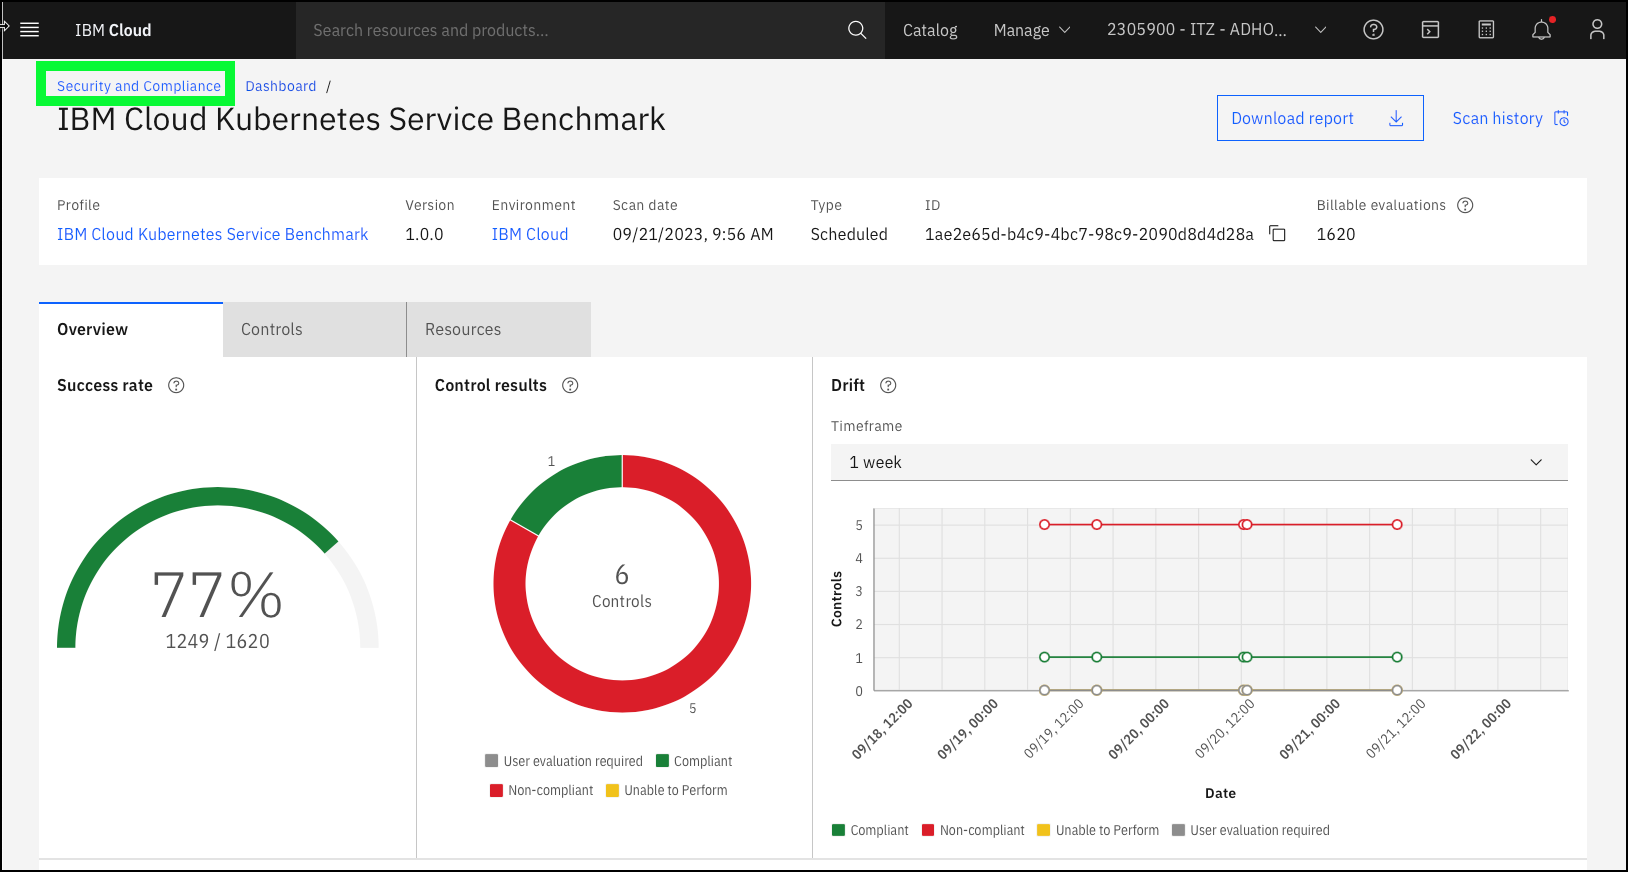 IBM Cloud Search resources and products... Catalog Manage 2305900 - ITZ - ADHO...
Security and Compliance Dashboard /
IBM Cloud Kubernetes Service Benchmark
Download report Scan history
Profile Version Environment Scan date Type ID Billable evaluations
IBM Cloud Kubernetes Service Benchmark 1.0.0 IBM Cloud 09/21/2023, 9:56 AM Scheduled 1ae2e65d-b4c9-4bc7-98c9-2090d8d4d28a 1620
Overview Controls Resources
Success rate
77%
1249 / 1620
Control results
1
6
Controls
5
User evaluation required Compliant
Non-compliant Unable to Perform
Drift
Timeframe
1 week
Controls
5
4
3
2
1
0
09/18, 12:00 09/19, 00:00 09/19, 12:00 09/20, 00:00 09/20, 12:00 09/21, 00:00 09/21, 12:00 09/22, 00:00
Date
Compliant Non-compliant Unable to Perform User evaluation required